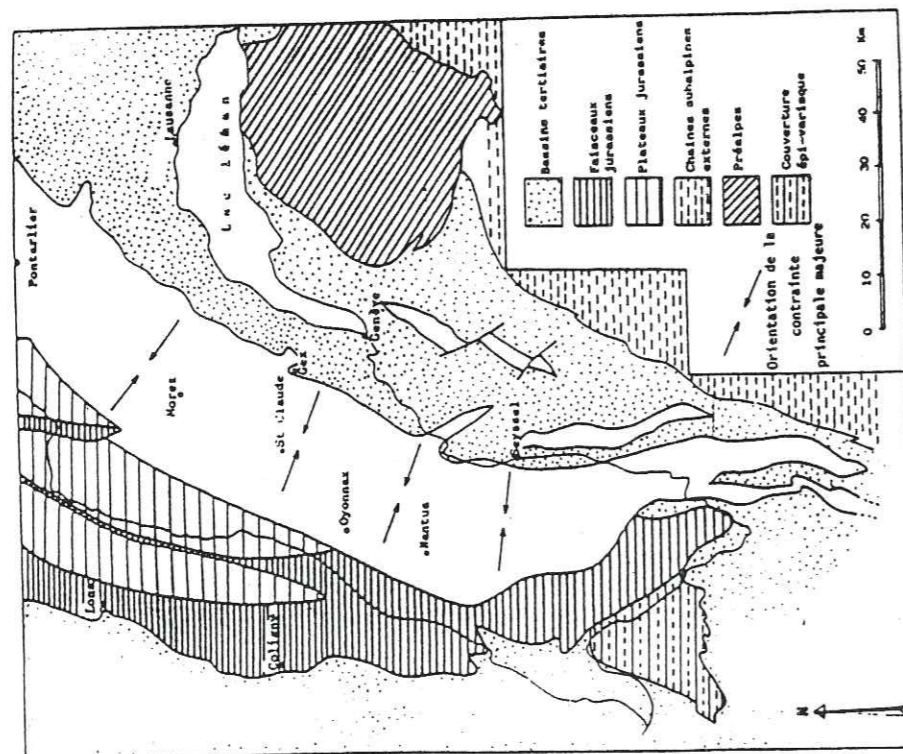 Pontarlier
Lausanne
Lac Léman
Morez
St Claude
Gex
Genève
Oyonnax
Nantua
Seyssel
Lons
Coligny
Bassins tertiaires
Faisceaux
jurassiens
Plateaux jurassiens
Chaînes subalpines
externes
Préalpes
Couverture
épi-varisque
Orientation de la
contrainte
principale majeure
0 10 20 30 40 50 Km
N